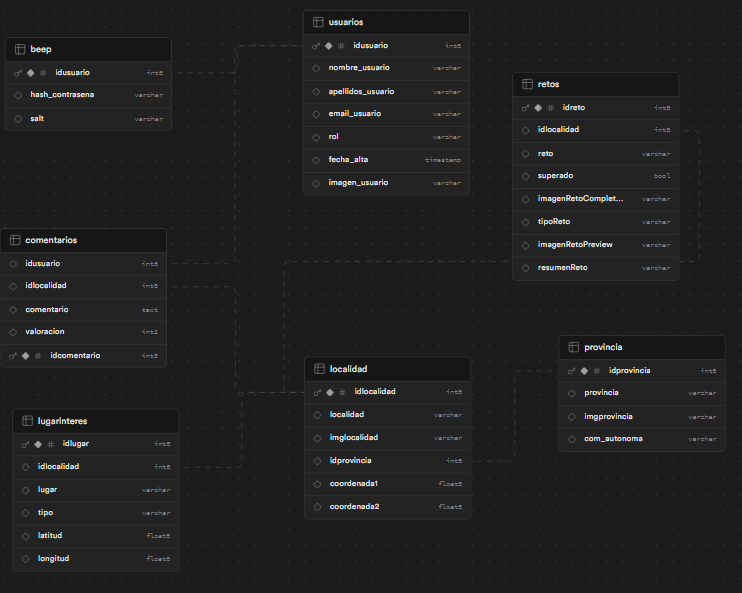 beep
idusuario int8
hash_contrasena varchar
salt varchar
usuarios
idusuario int8
nombre_usuario varchar
apellidos_usuario varchar
email_usuario varchar
rol varchar
fecha_alta timestamp
imagen_usuario varchar
retos
idreto int8
idlocalidad int8
reto varchar
superado bool
imagenRetoComplet... varchar
tipoReto varchar
imagenRetoPreview varchar
resumenReto varchar
comentarios
idusuario int8
idlocalidad int8
comentario text
valoracion int2
idcomentario int8
localidad
idlocalidad int8
localidad varchar
imglocalidad varchar
idprovincia int8
coordenada1 float8
coordenada2 float8
provincia
idprovincia int8
provincia varchar
imgprovincia varchar
com_autonoma varchar
lugarinteres
idlugar int8
idlocalidad int8
lugar varchar
tipo varchar
latitud float8
longitud float8